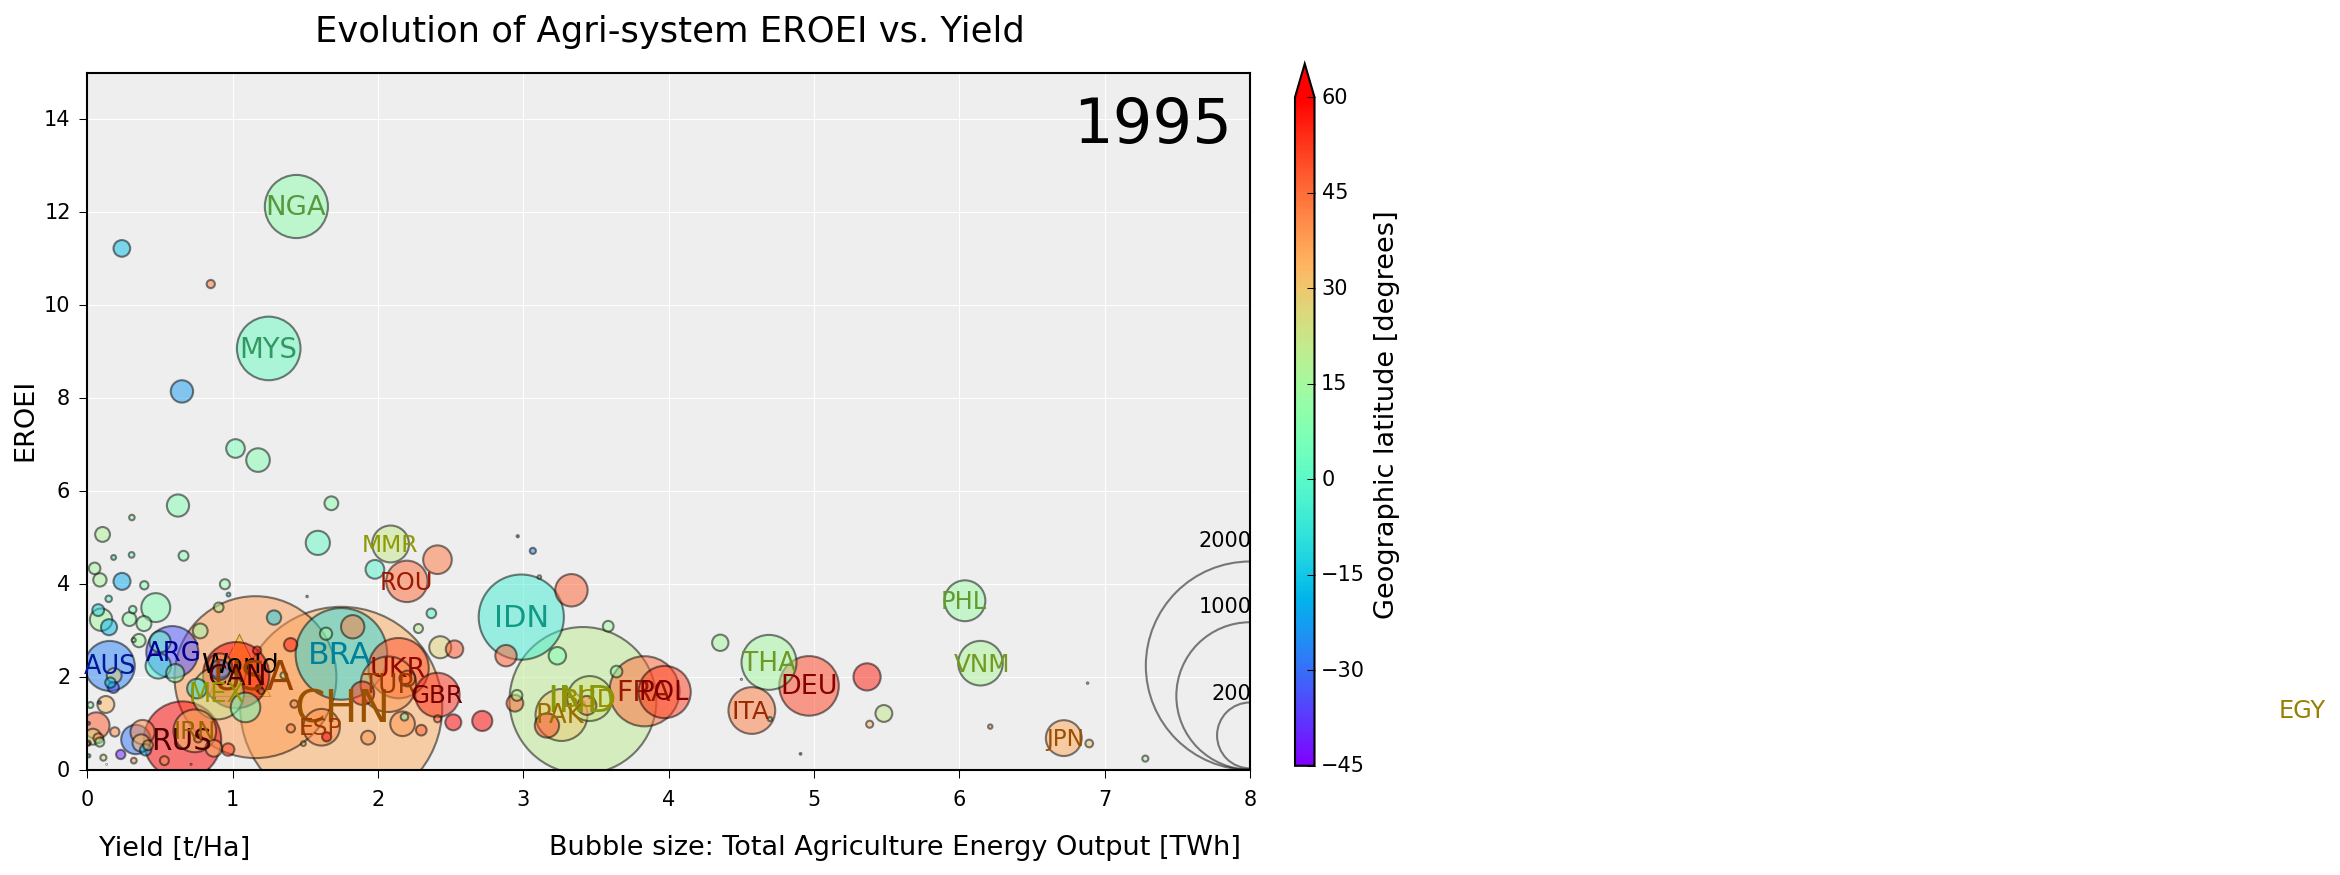 Evolution of Agri-system EROEI vs. Yield
1995
14
12
10
8
6
4
2
0
EROEI
NGA
MYS
MMR
ROU
IDN
PHL
AUS
ARG
World
CAN
BRA
UKR
TUR
GBR
MEX
CHN
IND
PAK
FRA
POL
THA
DEU
VNM
ITA
JPN
IRN
RUS
ESP
EGY
2000
1000
200
0 1 2 3 4 5 6 7 8
Yield [t/Ha]
Bubble size: Total Agriculture Energy Output [TWh]
60
45
30
15
0
−15
−30
−45
Geographic latitude [degrees]